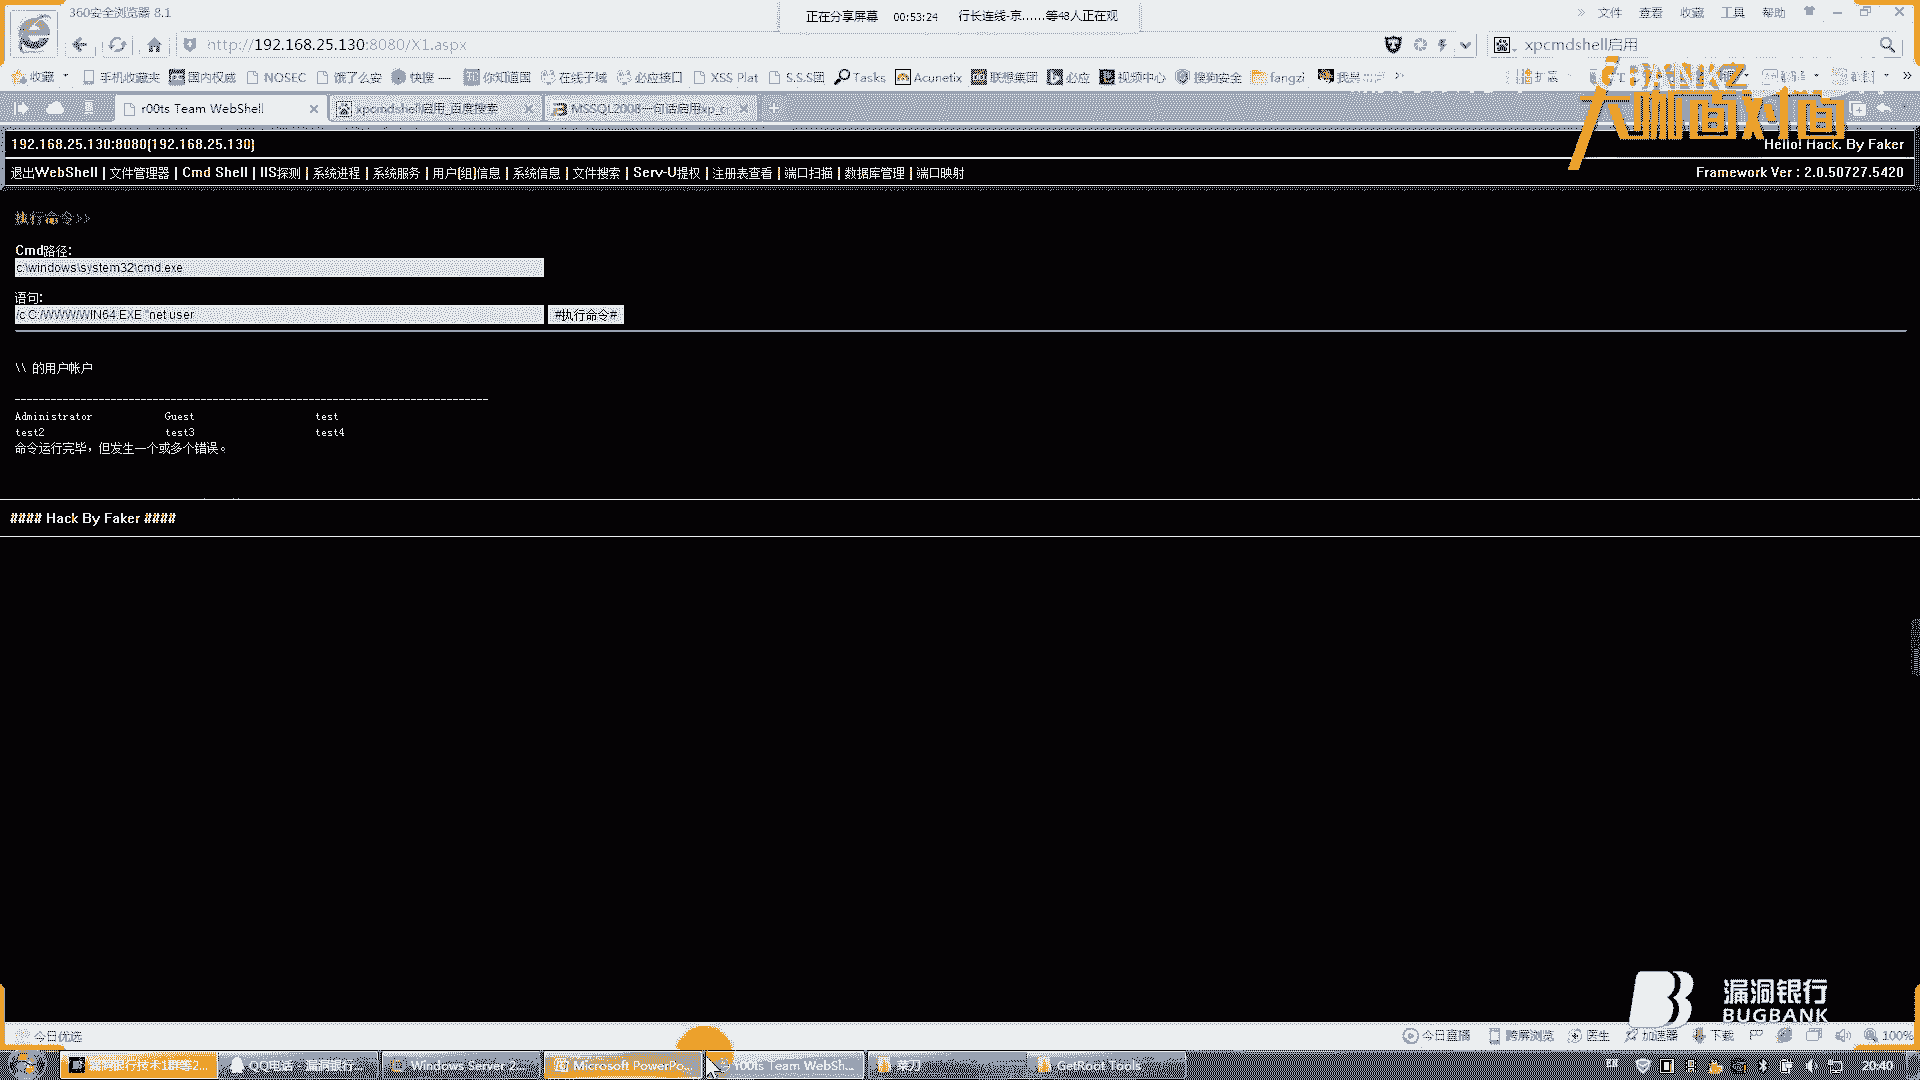 360安全浏览器 8.1
正在分享屏幕 00:53:24 行长连线-京......等48人正在观
文件 查看 收藏 工具 帮助
http://192.168.25.130:8080/X1.aspx
xpcmdshell启用
收藏 手机收藏夹 国内权威 NOSEC 饿了么安 快搜 — 你知道国 在线子域 必应接口 XSS Plat S.S.S团 Tasks Acunetix 联想集团 必应 视频中心 搜狗安全 fangzi
扩展
r00ts Team WebShell
xpcmdshell启用_百度搜索
MSSQL2008一句话启用xp_c
BANKZ
大咖面对面
192.168.25.130:8080(192.168.25.130)
Hello! Hack. By Faker
退出WebShell | 文件管理器 | Cmd Shell | IIS探测 | 系统进程 | 系统服务 | 用户(组)信息 | 系统信息 | 文件搜索 | Serv-U提权 | 注册表查看 | 端口扫描 | 数据库管理 | 端口映射
Framework Ver : 2.0.50727.5420
执行命令>>
Cmd路径:
c:\windows\system32\cmd.exe
语句:
/c C:/WWW/WIN64.EXE "net user
#执行命令#
\\ 的用户帐户
-------------------------------------------------------------------------------
Administrator Guest test
test2 test3 test4
命令运行完毕，但发生一个或多个错误。
#### Hack By Faker ####
漏洞银行
BUGBANK
今日优选
今日直播 跨屏浏览 医生 加速器 下载 100%
漏洞银行技术1群等2...
QQ电话 - 漏洞银行...
Windows Server 2...
Microsoft PowerPo...
r00ts Team WebSh...
菜刀
GetRoot Tools
20:40